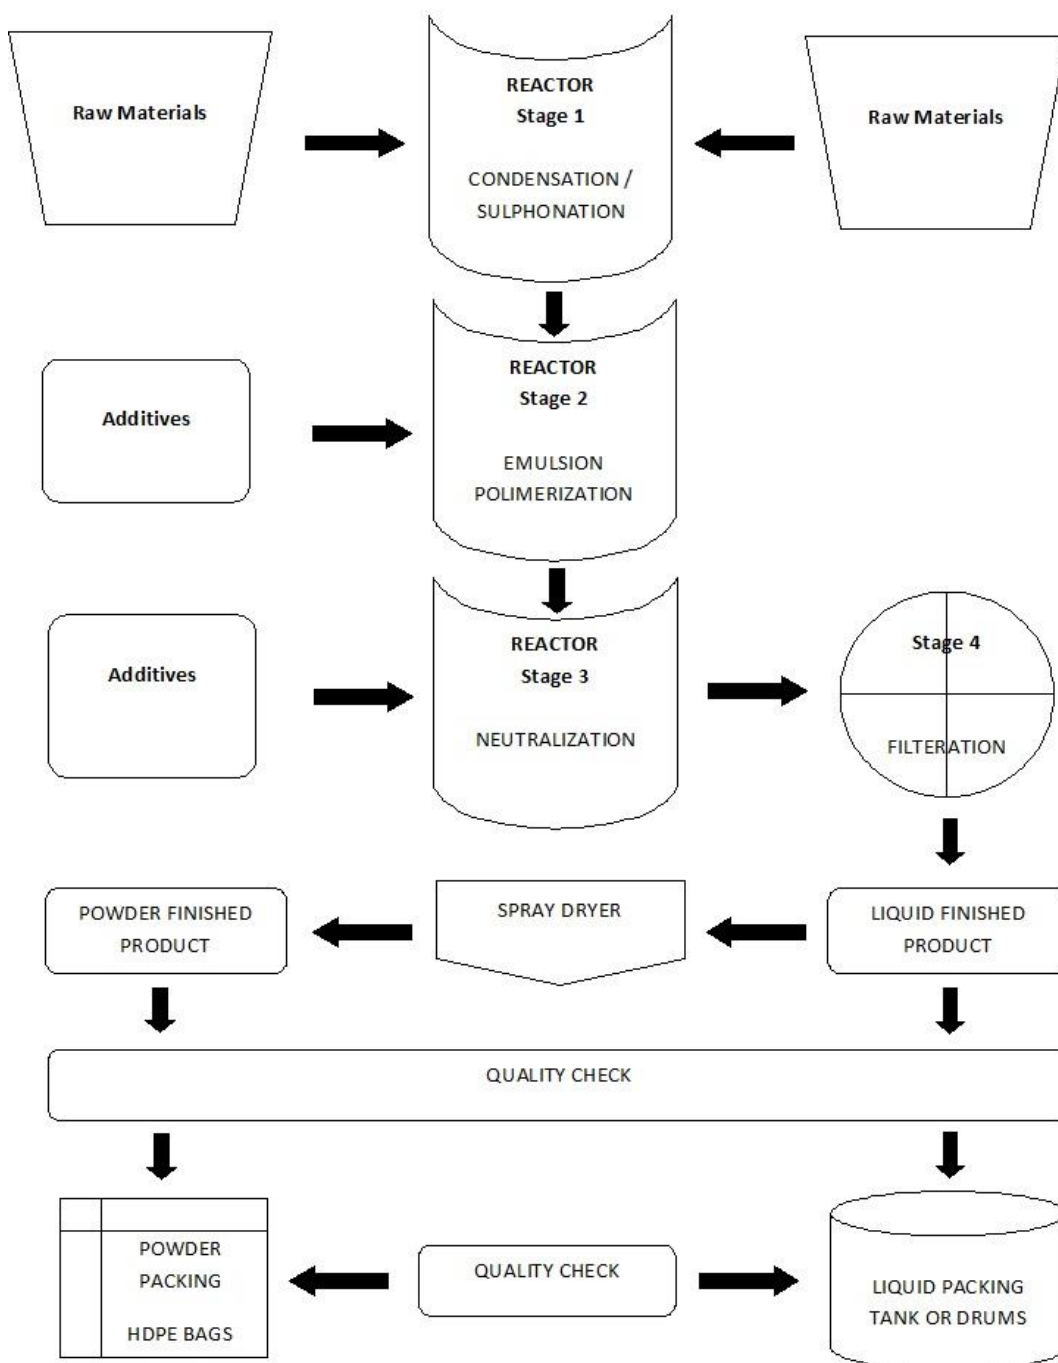 Raw Materials
REACTOR
Stage 1
CONDENSATION /
SULPHONATION
Raw Materials
Additives
REACTOR
Stage 2
EMULSION
POLIMERIZATION
Additives
REACTOR
Stage 3
NEUTRALIZATION
Stage 4
FILTERATION
POWDER FINISHED
PRODUCT
SPRAY DRYER
LIQUID FINISHED
PRODUCT
QUALITY CHECK
POWDER
PACKING
HDPE BAGS
QUALITY CHECK
LIQUID PACKING
TANK OR DRUMS